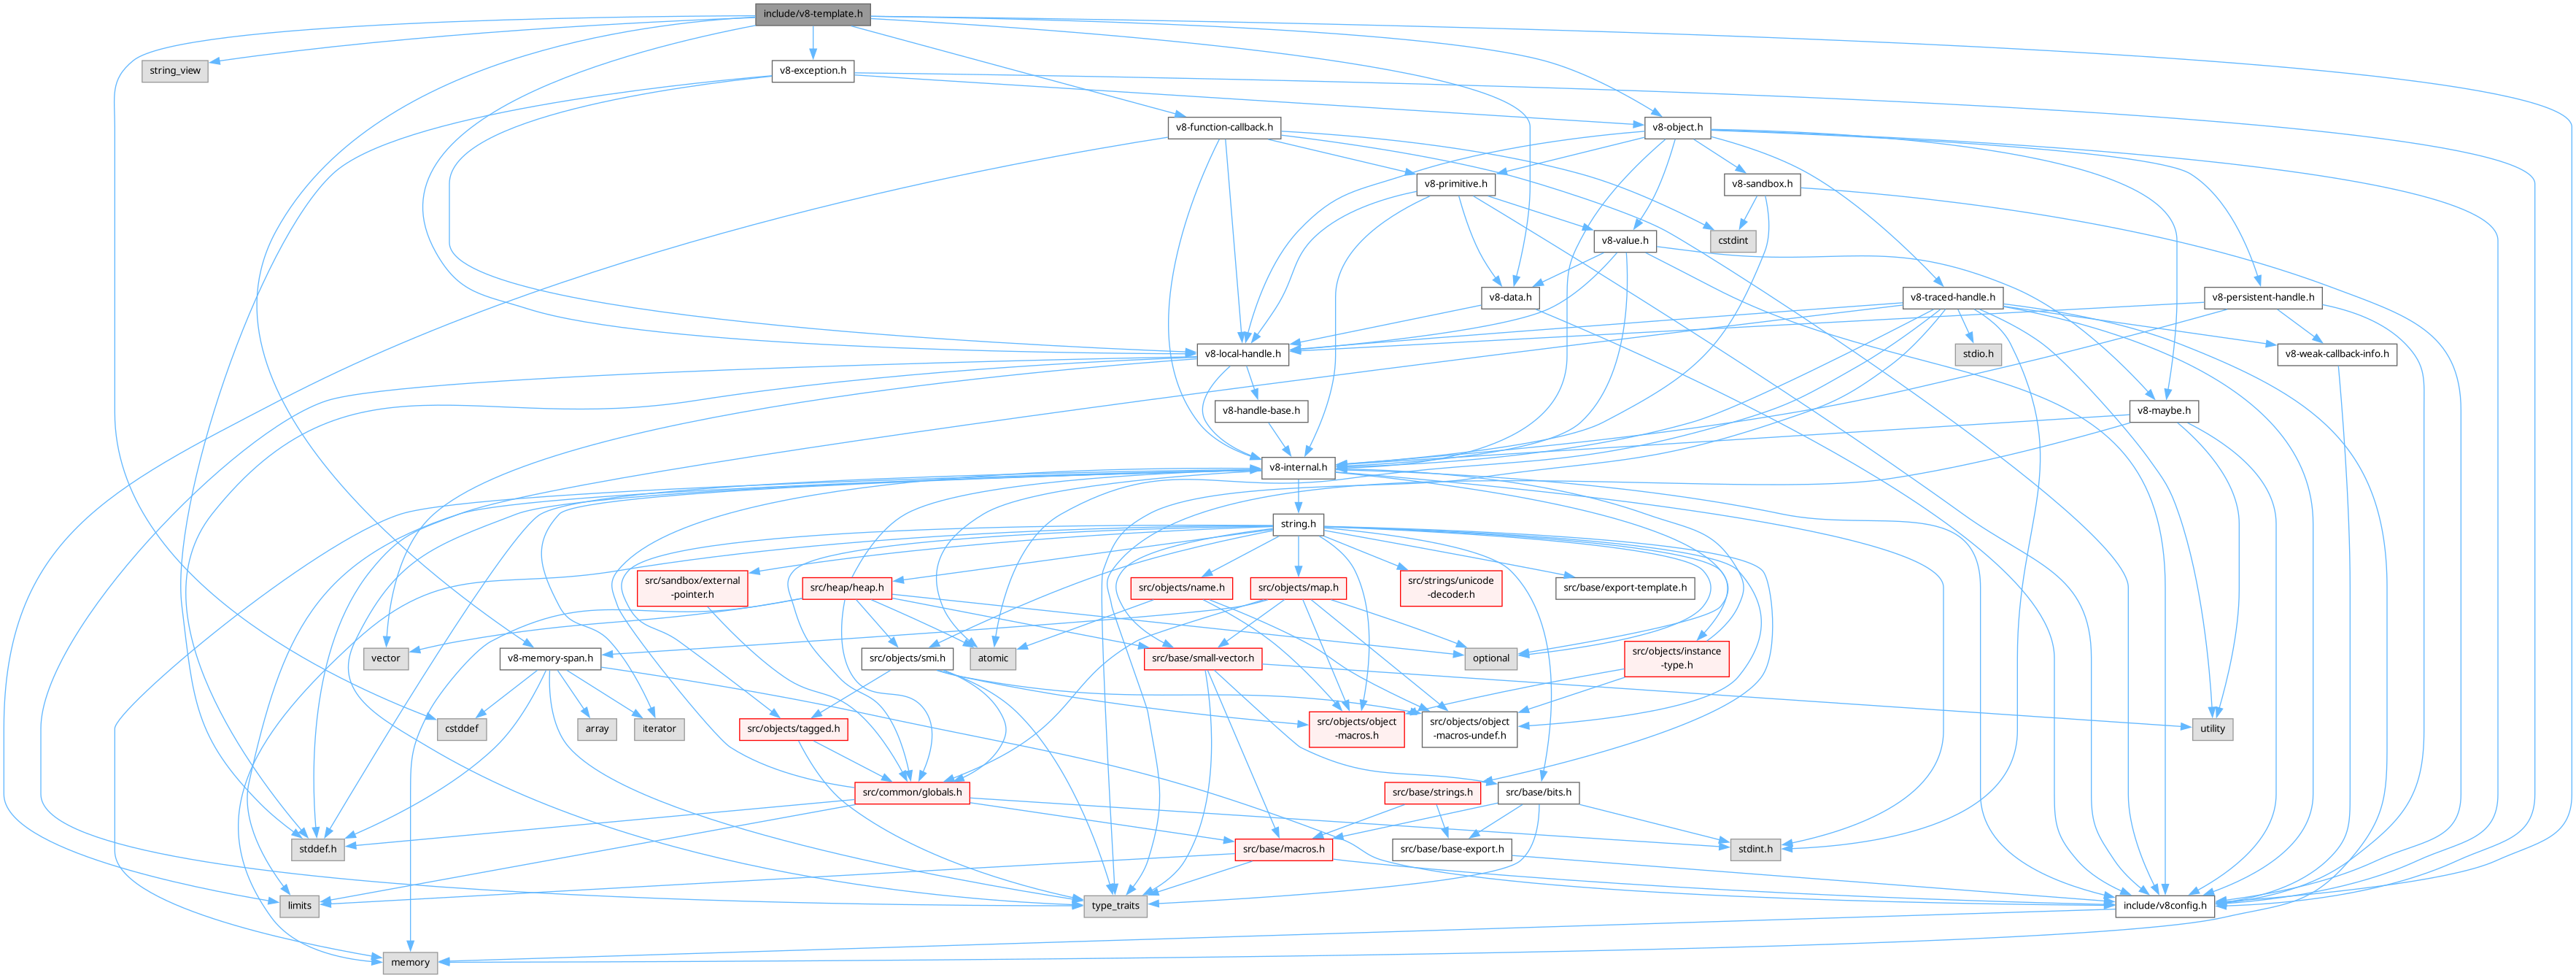 include/v8-template.h
string_view
v8-exception.h
v8-function-callback.h
v8-object.h
v8-primitive.h
v8-sandbox.h
v8-value.h
cstdint
v8-data.h
v8-traced-handle.h
v8-persistent-handle.h
v8-local-handle.h
stdio.h
v8-weak-callback-info.h
v8-handle-base.h
v8-maybe.h
v8-internal.h
string.h
src/sandbox/external
-pointer.h
src/heap/heap.h
src/objects/name.h
src/objects/map.h
src/strings/unicode
-decoder.h
src/base/export-template.h
vector
v8-memory-span.h
src/objects/smi.h
atomic
src/base/small-vector.h
optional
src/objects/instance
-type.h
cstddef
array
iterator
src/objects/tagged.h
src/objects/object
-macros.h
src/objects/object
-macros-undef.h
utility
src/common/globals.h
src/base/strings.h
src/base/bits.h
stddef.h
src/base/macros.h
src/base/base-export.h
stdint.h
limits
type_traits
include/v8config.h
memory